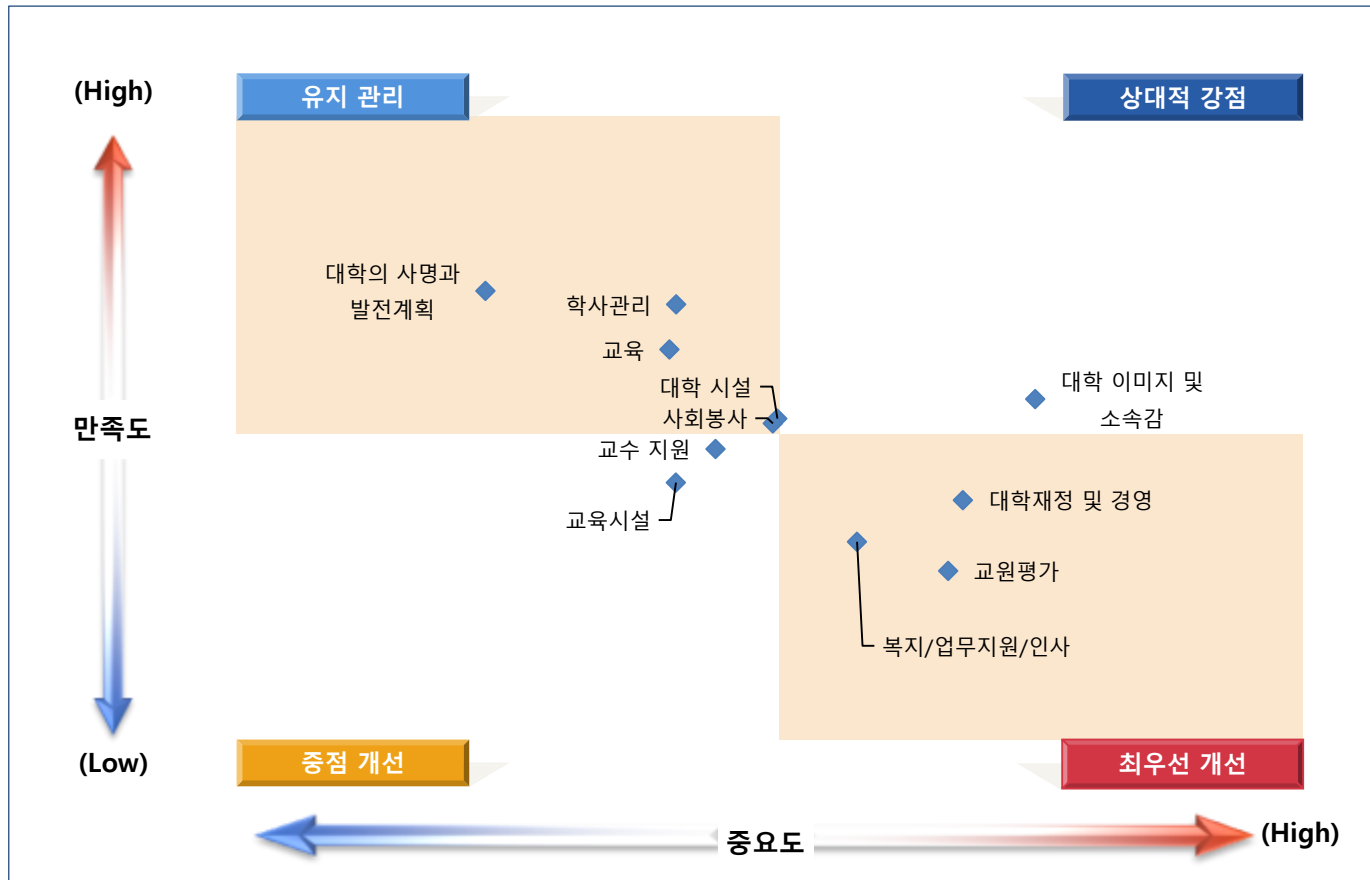 (High)
유지 관리
상대적 강점
대학의 사명과
발전계획
학사관리
교육
대학 시설
사회봉사
대학 이미지 및
소속감
만족도
교수 지원
교육시설
대학재정 및 경영
교원평가
복지/업무지원/인사
(Low)
중점 개선
최우선 개선
중요도
(High)